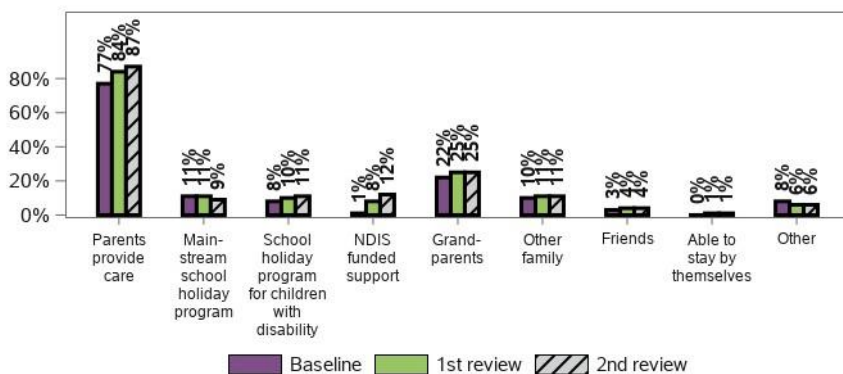 77% 84% 87%
11% 11% 9%
8% 10% 11%
1% 8% 12%
22% 25% 25%
10% 11% 11%
3% 4% 4%
0% 1% 1%
8% 6% 6%
80%
60%
40%
20%
0%
Parents
provide
care
Main-
stream
school
holiday
program
School
holiday
program
for children
with
disability
NDIS
funded
support
Grand-
parents
Other
family
Friends
Able to
stay by
themselves
Other
Baseline 1st review 2nd review